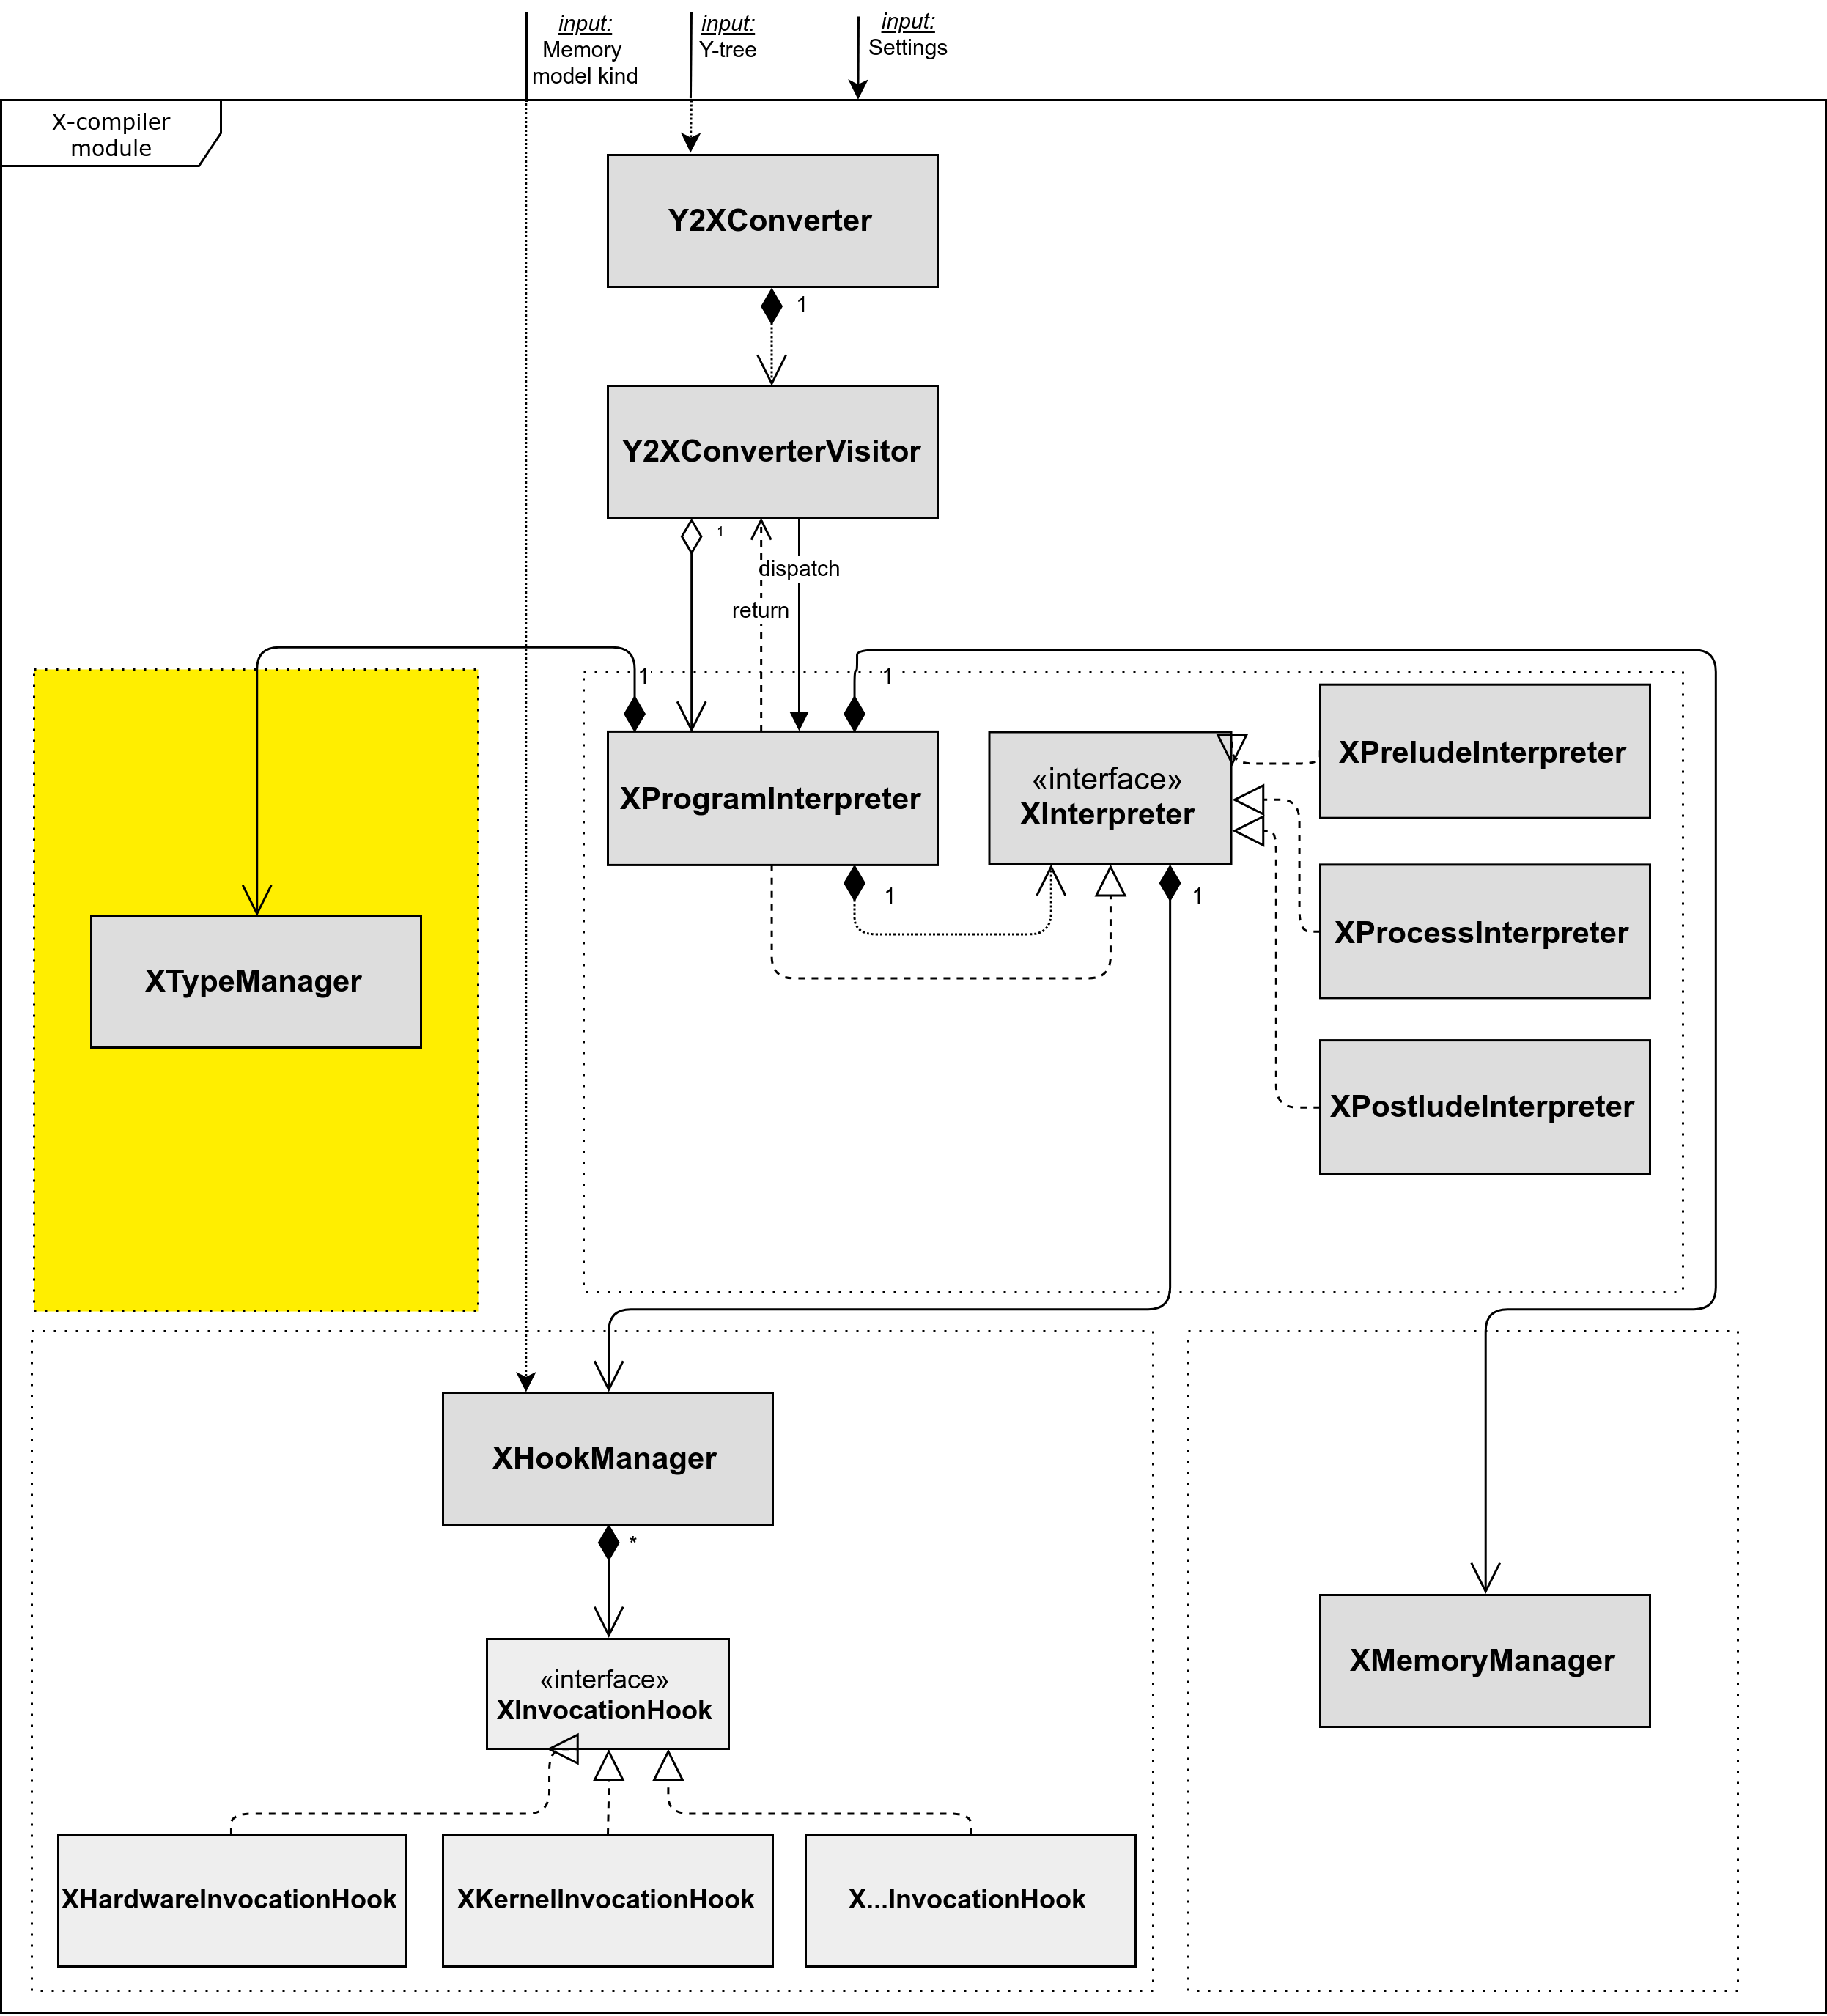 input:
Memory
model kind
input:
Y-tree
input:
Settings
X-compiler
module
Y2XConverter
1
Y2XConverterVisitor
1
dispatch
return
1
1
XProgramInterpreter
«interface»
XInterpreter
XPreludeInterpreter
1
1
XProcessInterpreter
XTypeManager
XPostludeInterpreter
XHookManager
*
«interface»
XInvocationHook
XMemoryManager
XHardwareInvocationHook
XKernelInvocationHook
X...InvocationHook